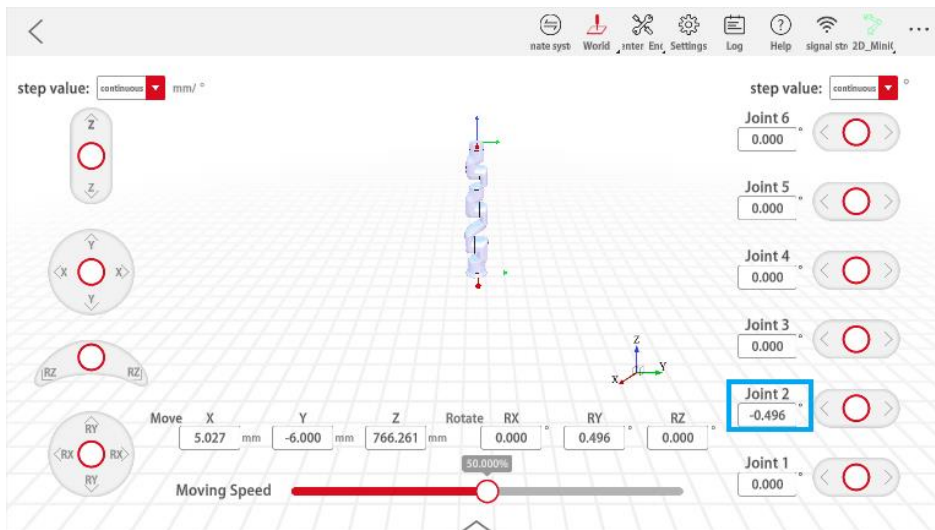 nate syst World enter Enc Settings Log Help signal stn 2D_Mini(
step value: continuous mm/ °
step value: continuous °
Z
Z
Y
X X
Y
RZ RZ
RY
RX RX
RY
Joint 6
0.000 °
Joint 5
0.000 °
Joint 4
0.000 °
Joint 3
0.000 °
Joint 2
-0.496 °
Joint 1
0.000 °
Z
X Y
Move X Y Z Rotate RX RY RZ
5.027 mm -6.000 mm 766.261 mm 0.000 ° 0.496 ° 0.000 °
50.000%
Moving Speed